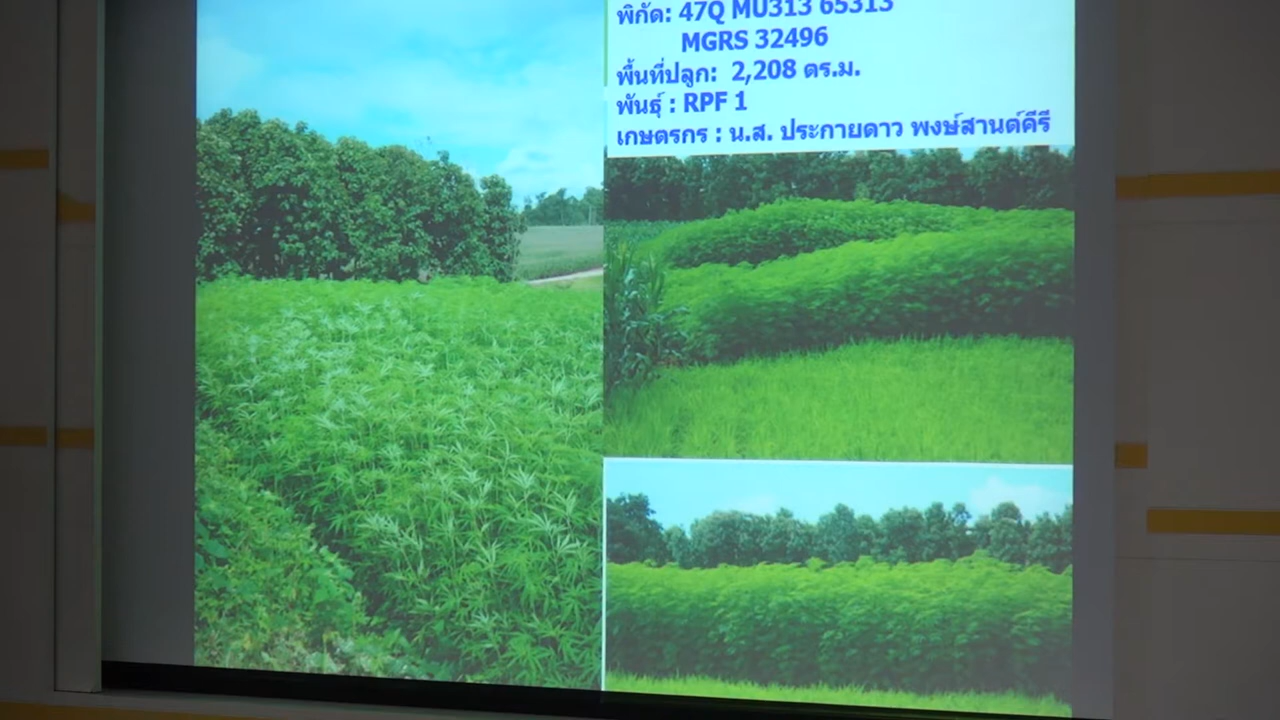 พิกัด: 47Q MU313 65313
MGRS 32496
พื้นที่ปลูก: 2,208 ตร.ม.
พันธุ์ : RPF 1
เกษตรกร : น.ส. ประกายดาว พงษ์สานต์คีรี